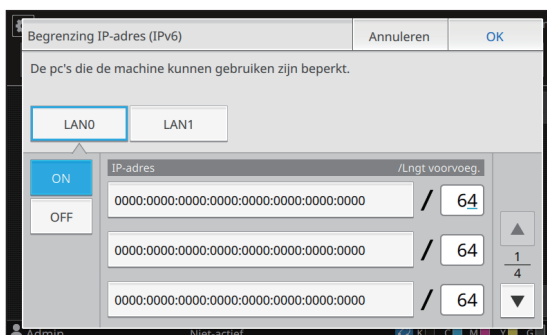 Begrenzing IP-adres (IPv6) Annuleren OK
De pc's die de machine kunnen gebruiken zijn beperkt.
LAN0 LAN1
ON
OFF
IP-adres /Lngt voorvoeg.
0000:0000:0000:0000:0000:0000:0000:0000 / 64
0000:0000:0000:0000:0000:0000:0000:0000 / 64
0000:0000:0000:0000:0000:0000:0000:0000 / 64
1
4
Admin Niet-actief K C M Y G